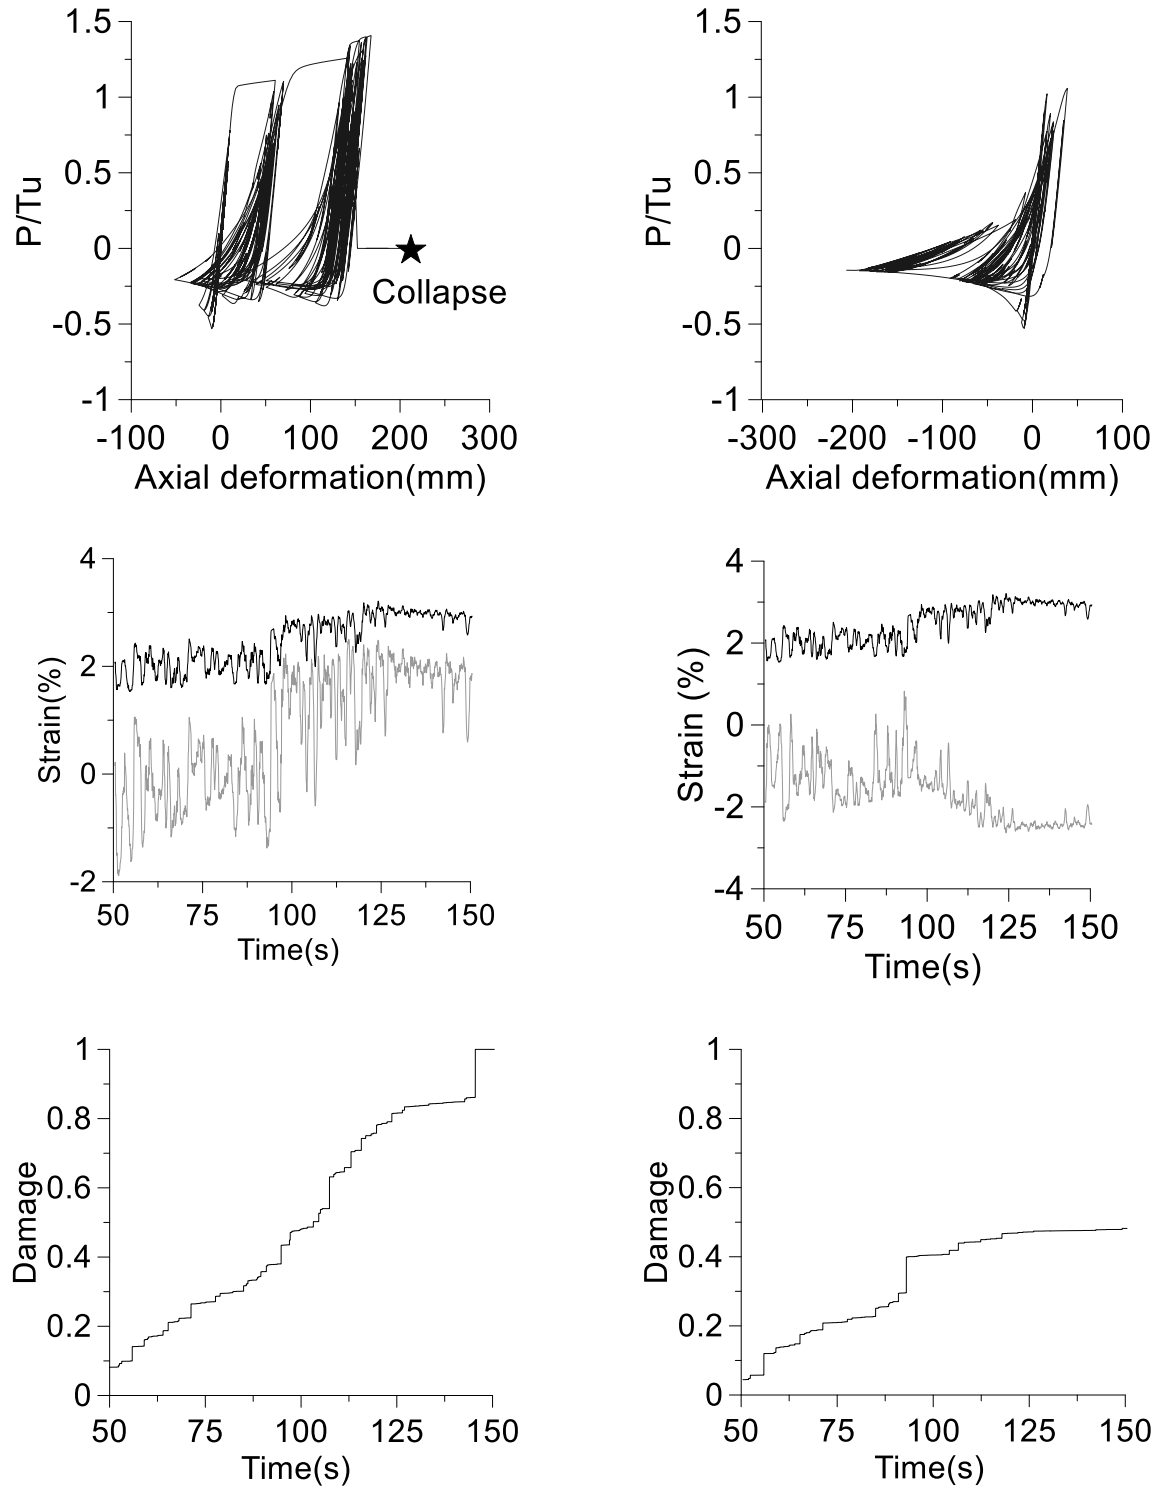 1.5
1
0.5
0
-0.5
-1
P/Tu
Collapse
-100 0 100 200 300
Axial deformation(mm)
1.5
1
0.5
0
-0.5
-1
P/Tu
-300 -200 -100 0 100
Axial deformation(mm)
4
2
0
-2
Strain(%)
50 75 100 125 150
Time(s)
4
2
0
-2
-4
Strain (%)
50 75 100 125 150
Time(s)
1
0.8
0.6
0.4
0.2
0
Damage
50 75 100 125 150
Time(s)
1
0.8
0.6
0.4
0.2
0
Damage
50 75 100 125 150
Time(s)